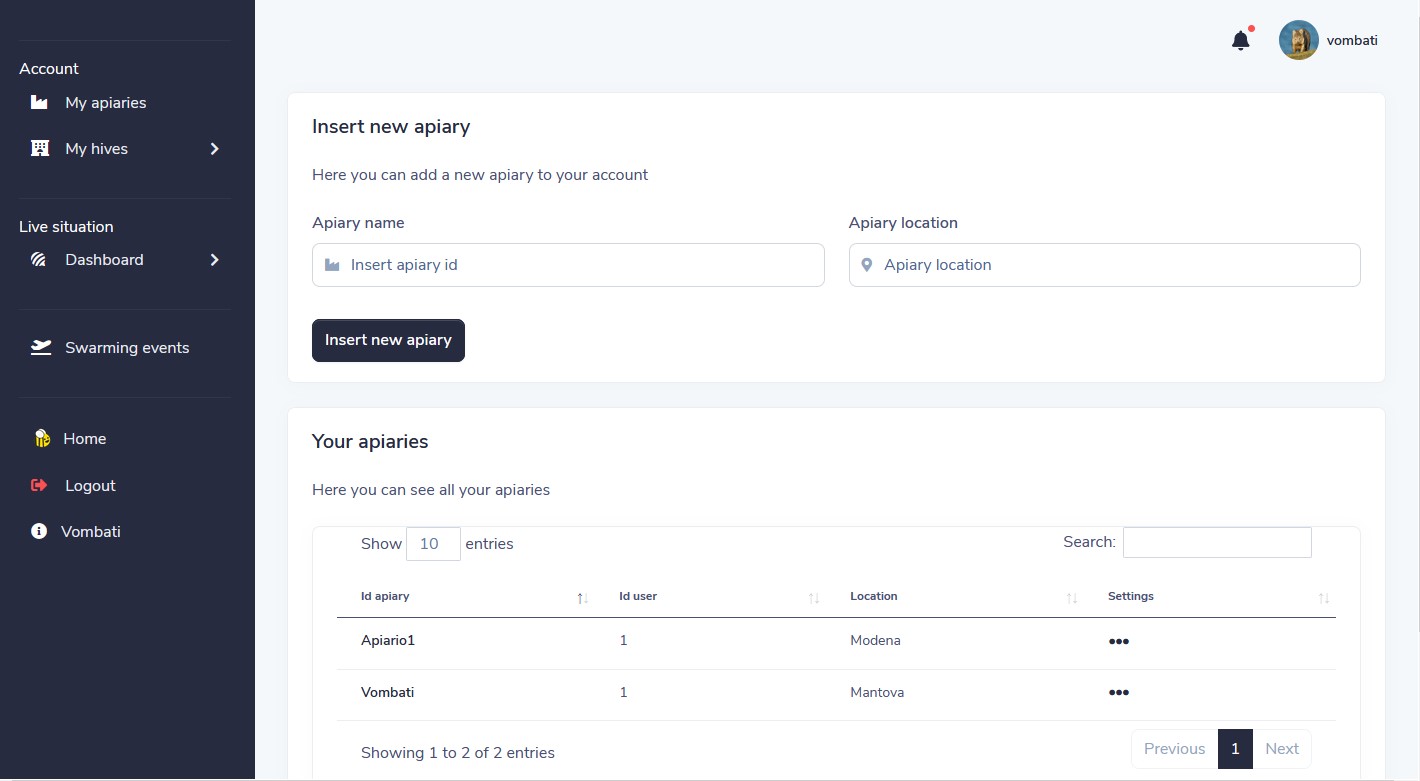 Account
My apiaries
My hives
Live situation
Dashboard
Swarming events
Home
Logout
Vombati
vombati
Insert new apiary
Here you can add a new apiary to your account
Apiary name Apiary location
Insert apiary id Apiary location
Insert new apiary
Your apiaries
Here you can see all your apiaries
Show 10 entries Search:
Id apiary Id user Location Settings
Apiario1 1 Modena
Vombati 1 Mantova
Showing 1 to 2 of 2 entries Previous 1 Next